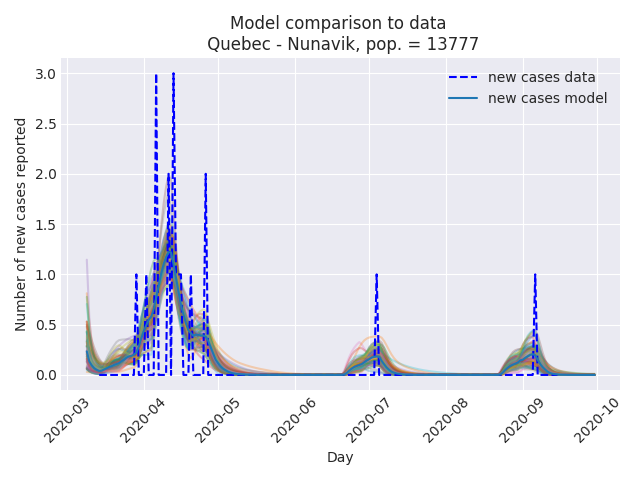 Model comparison to data
Quebec - Nunavik, pop. = 13777
new cases data
new cases model
Number of new cases reported
3.0
2.5
2.0
1.5
1.0
0.5
0.0
2020-03
2020-04
2020-05
2020-06
2020-07
2020-08
2020-09
2020-10
Day